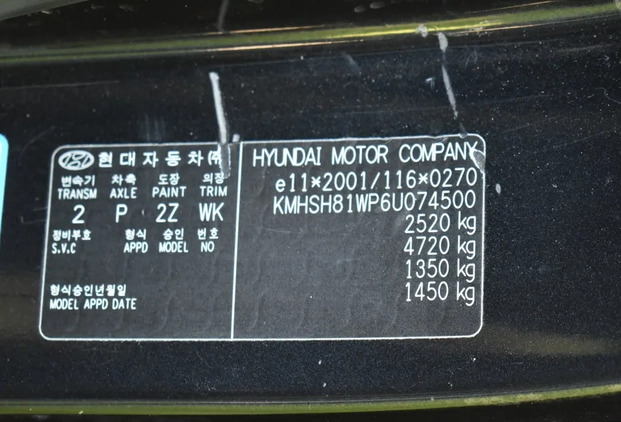 현대자동차㈜
변속기 차축 도장 의장
TRANSM AXLE PAINT TRIM
2 P 2Z WK
정비부호 형식 승인 번호
S.V.C APPD MODEL NO
형식승인년월일
MODEL APPD DATE
HYUNDAI MOTOR COMPANY
e11*2001/116*0270
KMHSH81WP6U074500
2520 kg
4720 kg
1350 kg
1450 kg